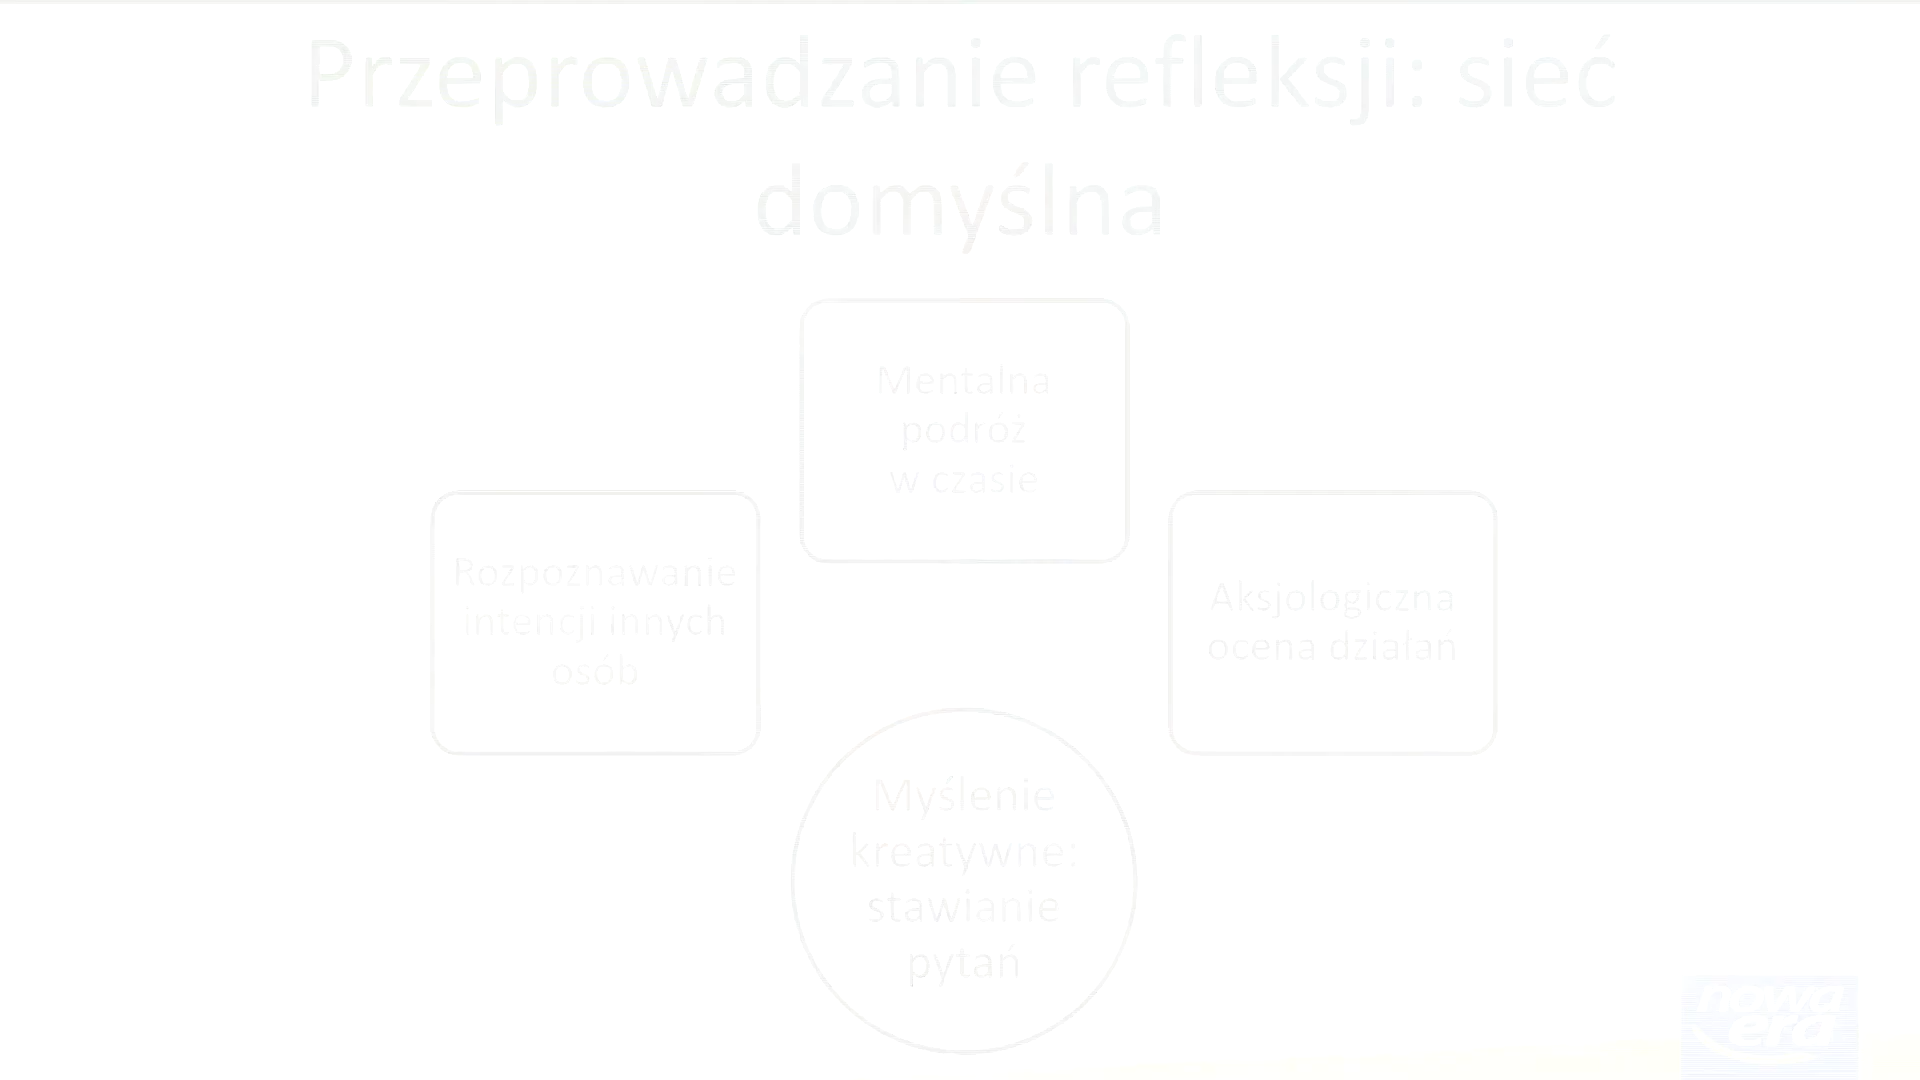 Przeprowadzanie refleksji: sieć
domyślna
Mentalna
podróż
w czasie
Rozpoznawanie
intencji innych
osób
Aksjologiczna
ocena działań
Myślenie
kreatywne:
stawianie
pytań
nowa
era